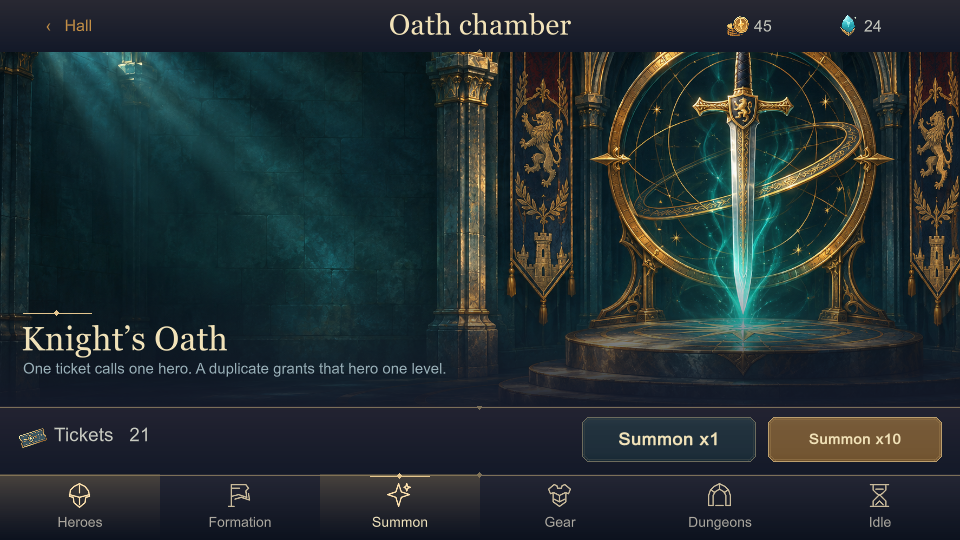 ‹ Hall
Oath chamber
45
24
Knight’s Oath
One ticket calls one hero. A duplicate grants that hero one level.
Tickets 21
Summon x1
Summon x10
Heroes
Formation
Summon
Gear
Dungeons
Idle